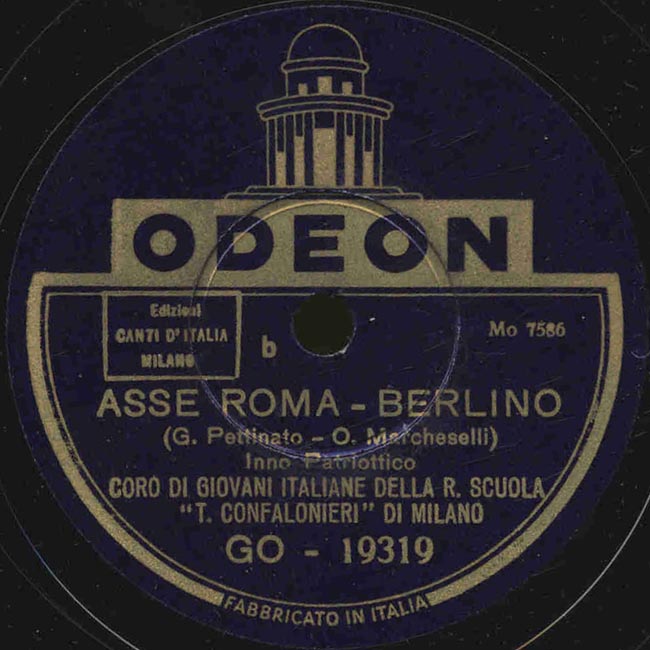 ODEON
Edizioni
CANTI D'ITALIA
MILANO
b
Mo 7586
ASSE ROMA - BERLINO
(G. Pettinato - O. Marcheselli)
Inno Patriottico
CORO DI GIOVANI ITALIANE DELLA R. SCUOLA
"T. CONFALONIERI" DI MILANO
GO - 19319
FABBRICATO IN ITALIA